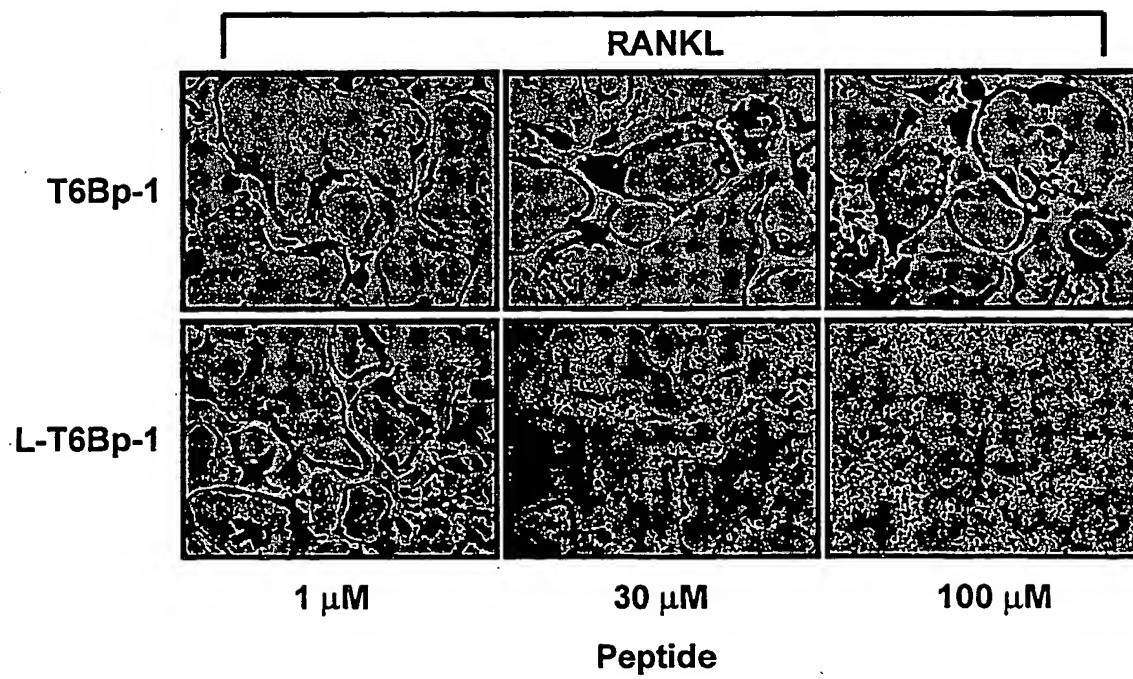 RANKL
T6Bp-1
L-T6Bp-1
1 μM 30 μM 100 μM
Peptide